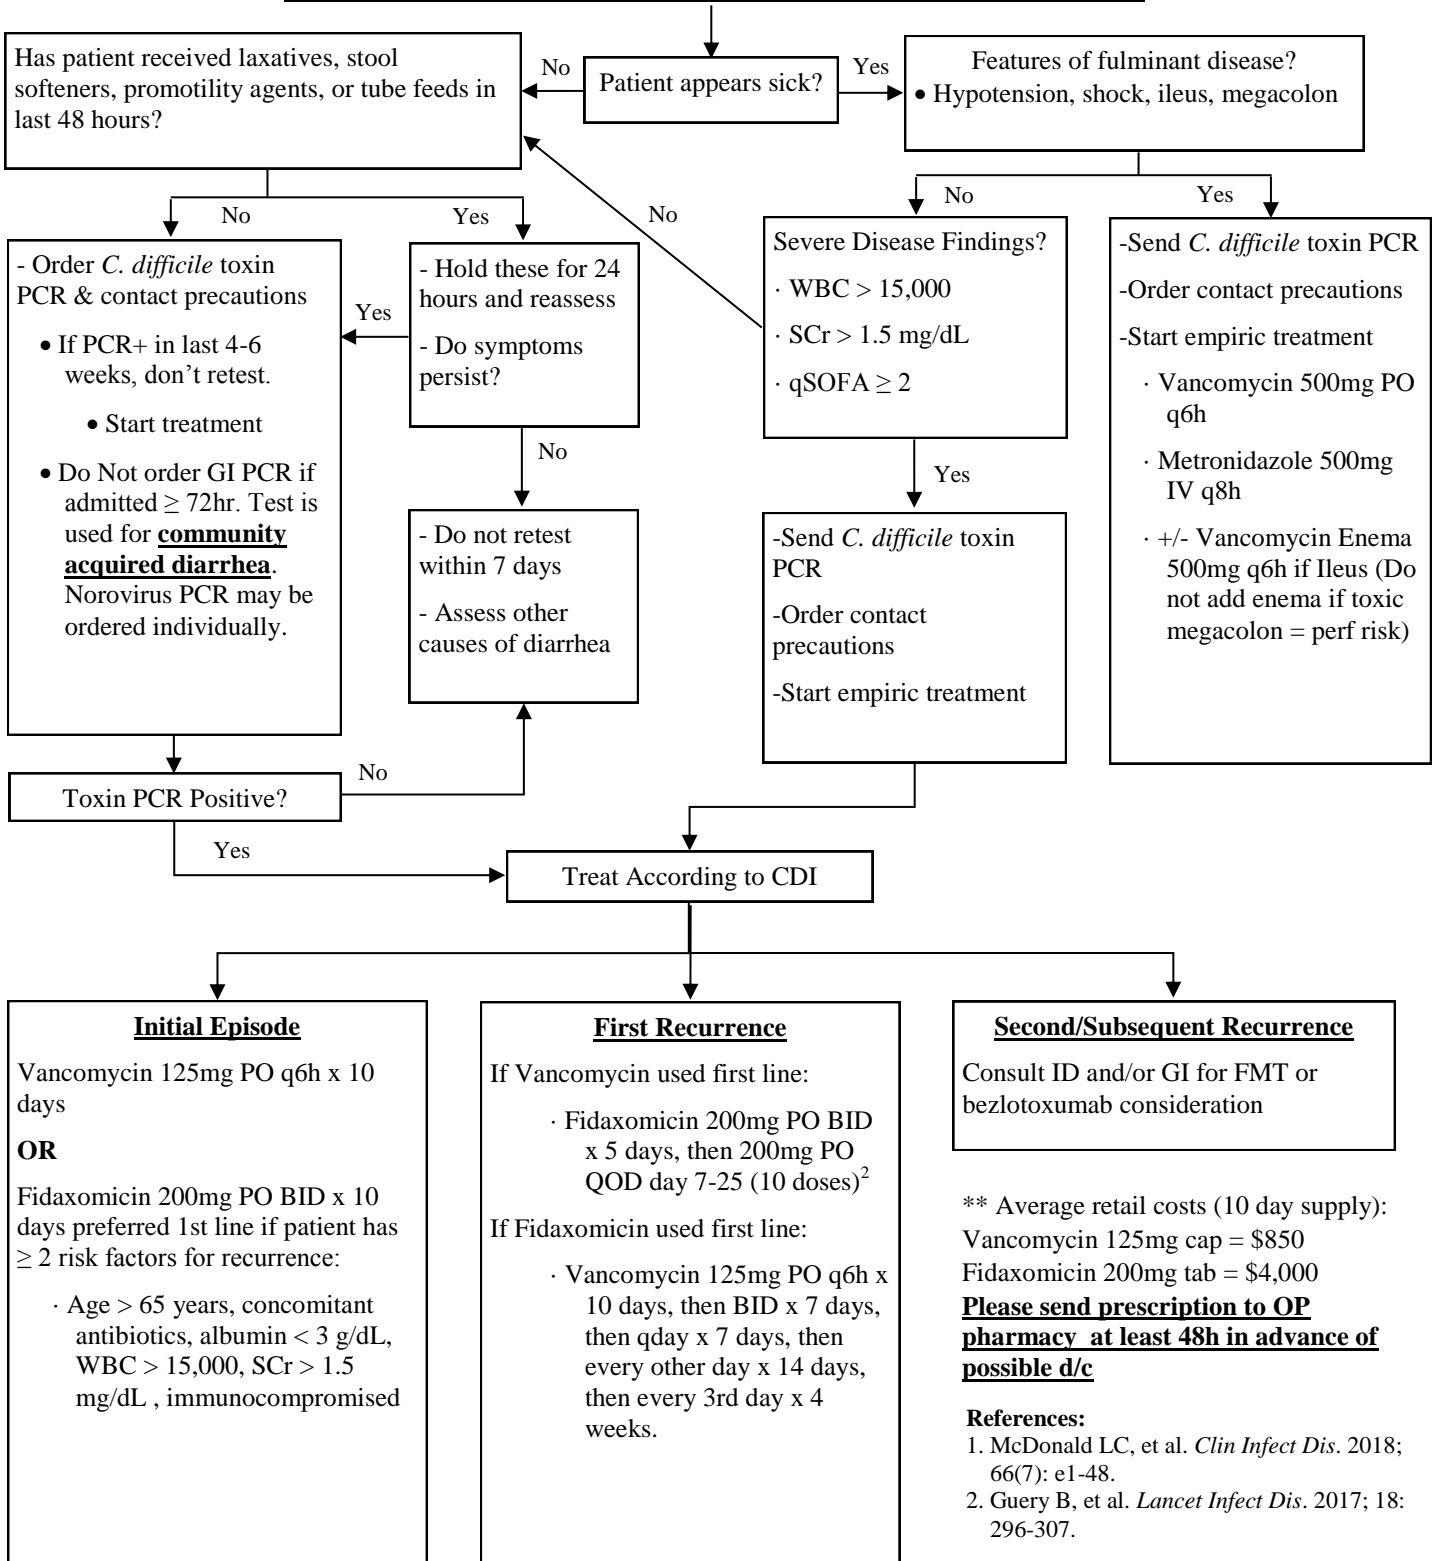 Has patient received laxatives, stool
softeners, promotility agents, or tube feeds in
last 48 hours?
No
Patient appears sick?
Yes
Features of fulminant disease?
• Hypotension, shock, ileus, megacolon
No
Yes
No
No
Yes
- Order C. difficile toxin
PCR & contact precautions
• If PCR+ in last 4-6
weeks, don't retest.
• Start treatment
• Do Not order GI PCR if
admitted ≥ 72hr. Test is
used for community
acquired diarrhea.
Norovirus PCR may be
ordered individually.
Yes
- Hold these for 24
hours and reassess
- Do symptoms
persist?
No
- Do not retest
within 7 days
- Assess other
causes of diarrhea
Severe Disease Findings?
· WBC > 15,000
· SCr > 1.5 mg/dL
· qSOFA ≥ 2
Yes
-Send C. difficile toxin
PCR
-Order contact
precautions
-Start empiric treatment
-Send C. difficile toxin PCR
-Order contact precautions
-Start empiric treatment
· Vancomycin 500mg PO
q6h
· Metronidazole 500mg
IV q8h
· +/- Vancomycin Enema
500mg q6h if Ileus (Do
not add enema if toxic
megacolon = perf risk)
Toxin PCR Positive?
No
Yes
Treat According to CDI
Initial Episode
Vancomycin 125mg PO q6h x 10
days
OR
Fidaxomicin 200mg PO BID x 10
days preferred 1st line if patient has
≥ 2 risk factors for recurrence:
· Age > 65 years, concomitant
antibiotics, albumin < 3 g/dL,
WBC > 15,000, SCr > 1.5
mg/dL , immunocompromised
First Recurrence
If Vancomycin used first line:
· Fidaxomicin 200mg PO BID
x 5 days, then 200mg PO
QOD day 7-25 (10 doses)2
If Fidaxomicin used first line:
· Vancomycin 125mg PO q6h x
10 days, then BID x 7 days,
then qday x 7 days, then
every other day x 14 days,
then every 3rd day x 4
weeks.
Second/Subsequent Recurrence
Consult ID and/or GI for FMT or
bezlotoxumab consideration
** Average retail costs (10 day supply):
Vancomycin 125mg cap = $850
Fidaxomicin 200mg tab = $4,000
Please send prescription to OP
pharmacy at least 48h in advance of
possible d/c
References:
1. McDonald LC, et al. Clin Infect Dis. 2018;
66(7): e1-48.
2. Guery B, et al. Lancet Infect Dis. 2017; 18:
296-307.